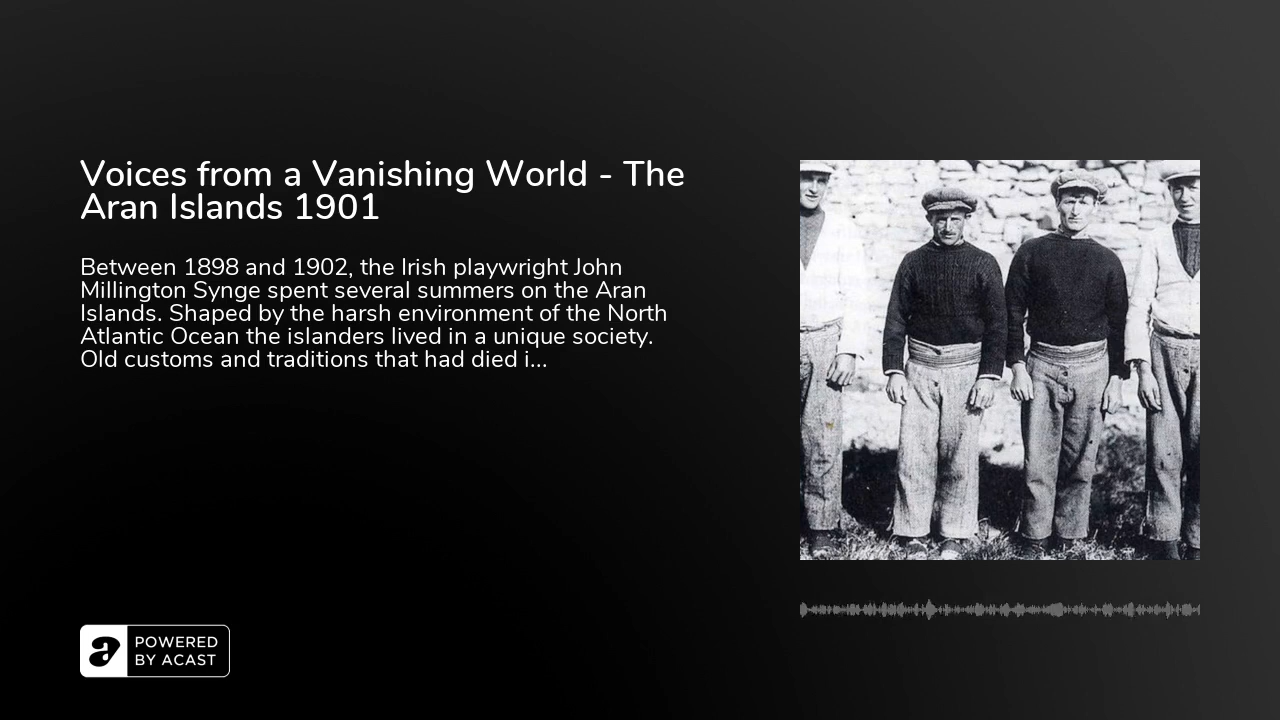 Voices from a Vanishing World - The
Aran Islands 1901
Between 1898 and 1902, the Irish playwright John
Millington Synge spent several summers on the Aran
Islands. Shaped by the harsh environment of the North
Atlantic Ocean the islanders lived in a unique society.
Old customs and traditions that had died i...
a
POWERED
BY ACAST